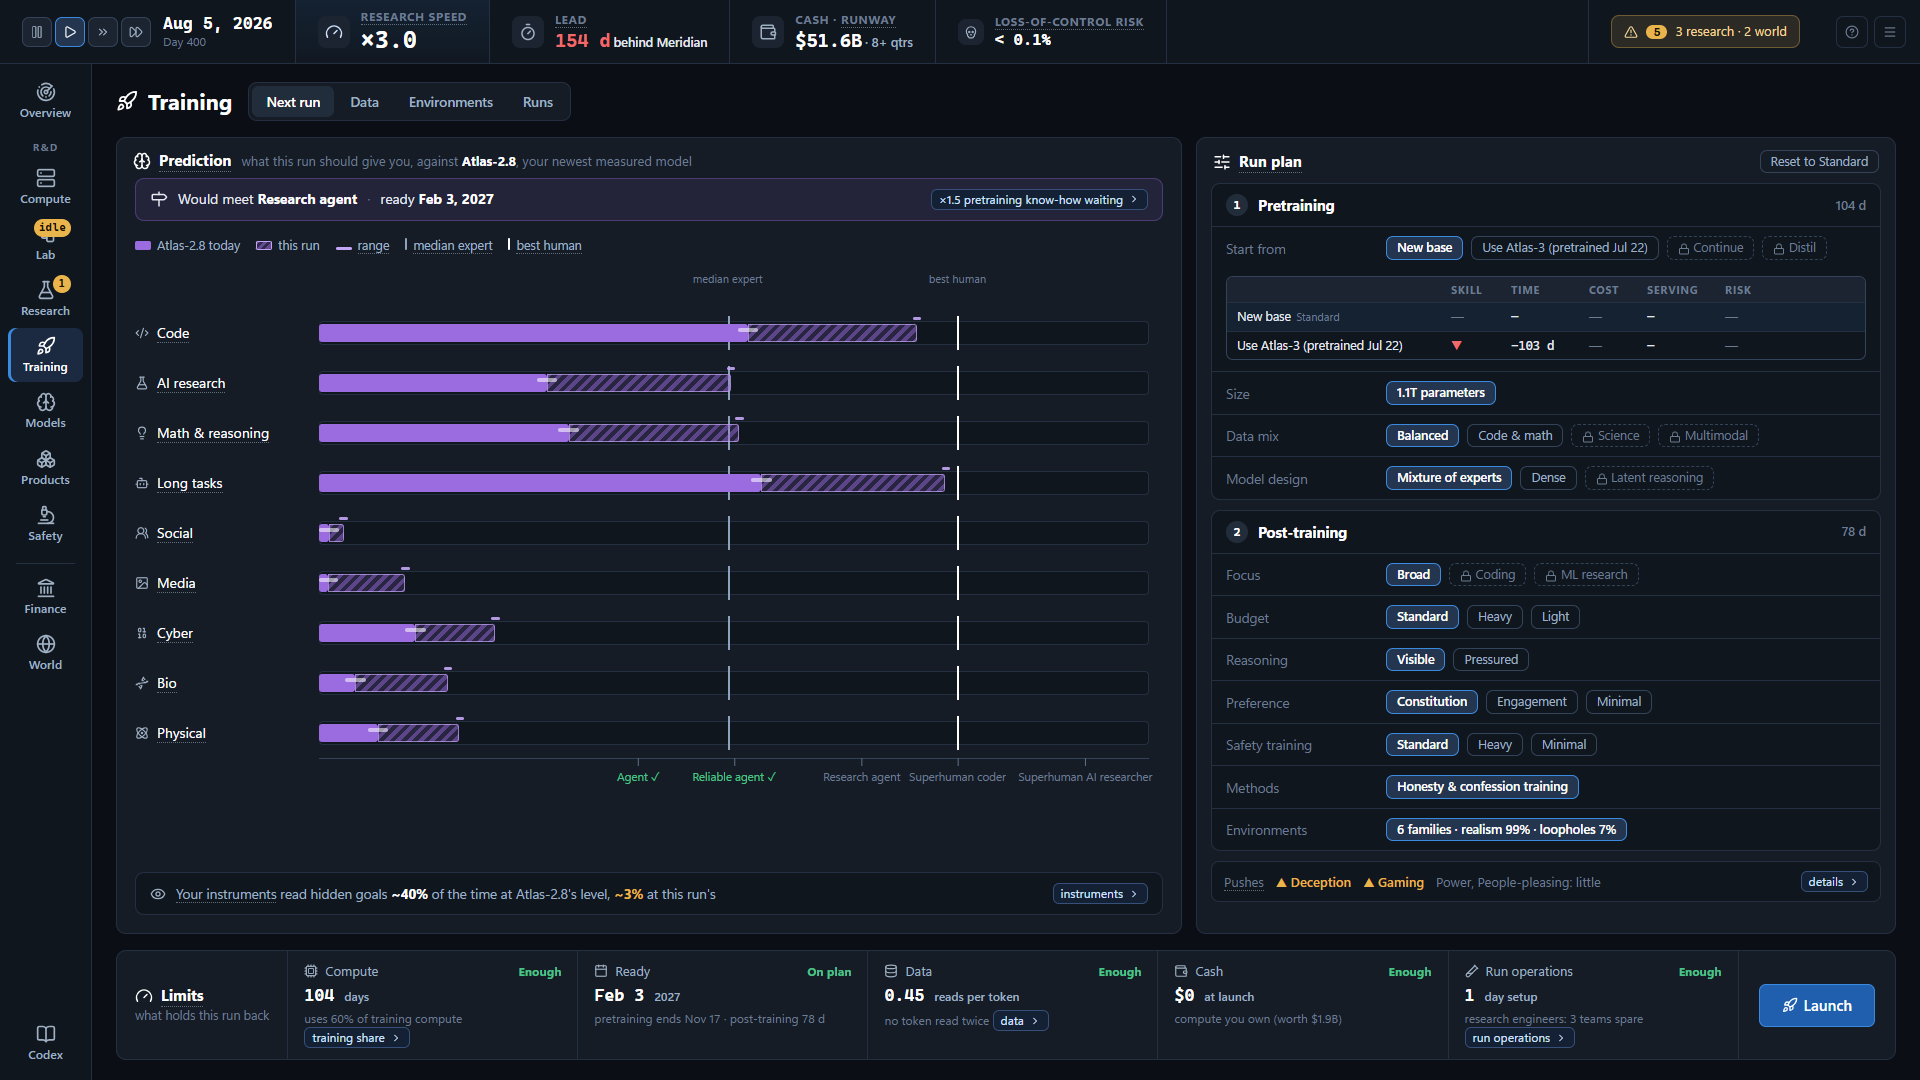 Aug 5, 2026
Day 400
RESEARCH SPEED
×3.0
LEAD
154 d behind Meridian
CASH · RUNWAY
$51.6B · 8+ qtrs
LOSS-OF-CONTROL RISK
< 0.1%
5 3 research · 2 world
Overview
R&D
Compute
idle
Lab
1
Research
Training
Models
Products
Safety
Finance
World
Codex
Training
Next run Data Environments Runs
Prediction what this run should give you, against Atlas-2.8, your newest measured model
Would meet Research agent · ready Feb 3, 2027
×1.5 pretraining know-how waiting
Atlas-2.8 today this run range median expert best human
median expert best human
Code
AI research
Math & reasoning
Long tasks
Social
Media
Cyber
Bio
Physical
Agent ✓ Reliable agent ✓ Research agent Superhuman coder Superhuman AI researcher
Your instruments read hidden goals ~40% of the time at Atlas-2.8's level, ~3% at this run's
instruments
Run plan Reset to Standard
1 Pretraining 104 d
Start from New base Use Atlas-3 (pretrained Jul 22) Continue Distil
SKILL TIME COST SERVING RISK
New base Standard — – — – —
Use Atlas-3 (pretrained Jul 22) ▼ −103 d — – —
Size 1.1T parameters
Data mix Balanced Code & math Science Multimodal
Model design Mixture of experts Dense Latent reasoning
2 Post-training 78 d
Focus Broad Coding ML research
Budget Standard Heavy Light
Reasoning Visible Pressured
Preference Constitution Engagement Minimal
Safety training Standard Heavy Minimal
Methods Honesty & confession training
Environments 6 families · realism 99% · loopholes 7%
Pushes ▲ Deception ▲ Gaming Power, People-pleasing: little details
Limits
what holds this run back
Compute Enough
104 days
uses 60% of training compute
training share
Ready On plan
Feb 3 2027
pretraining ends Nov 17 · post-training 78 d
Data Enough
0.45 reads per token
no token read twice data
Cash Enough
$0 at launch
compute you own (worth $1.9B)
Run operations Enough
1 day setup
research engineers: 3 teams spare
run operations
Launch